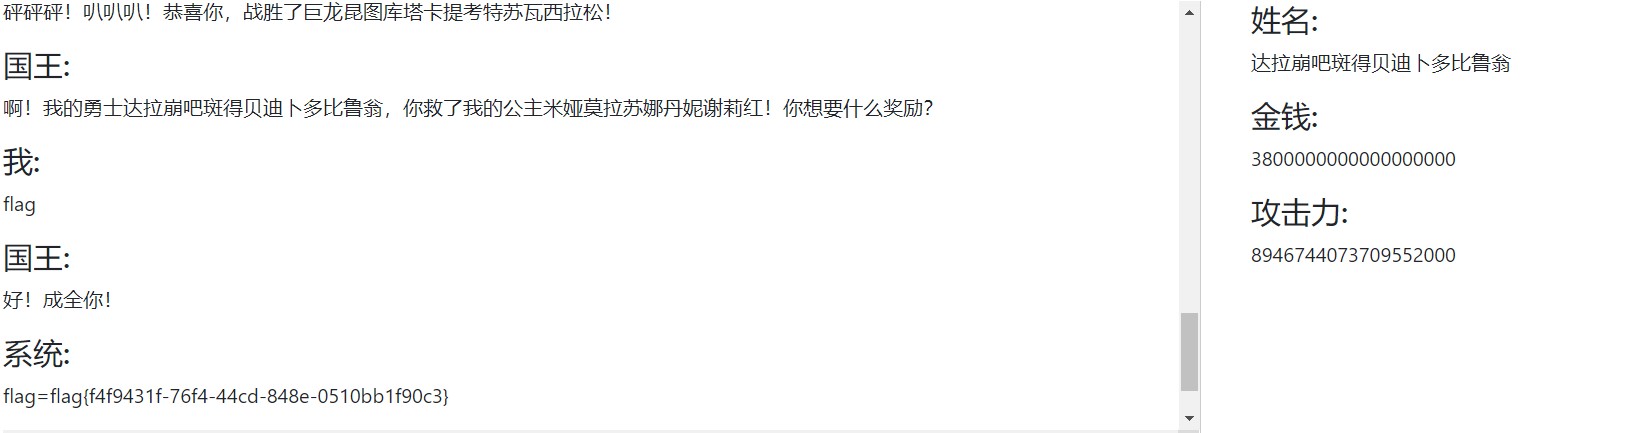 砰砰砰！叭叭叭！恭喜你，战胜了巨龙昆图库塔卡提考特苏瓦西拉松！
国王:
啊！我的勇士达拉崩吧斑得贝迪卜多比鲁翁，你救了我的公主米娅莫拉苏娜丹妮谢莉红！你想要什么奖励？
我:
flag
国王:
好！成全你！
系统:
flag=flag{f4f9431f-76f4-44cd-848e-0510bb1f90c3}
姓名:
达拉崩吧斑得贝迪卜多比鲁翁
金钱:
3800000000000000000
攻击力:
8946744073709552000